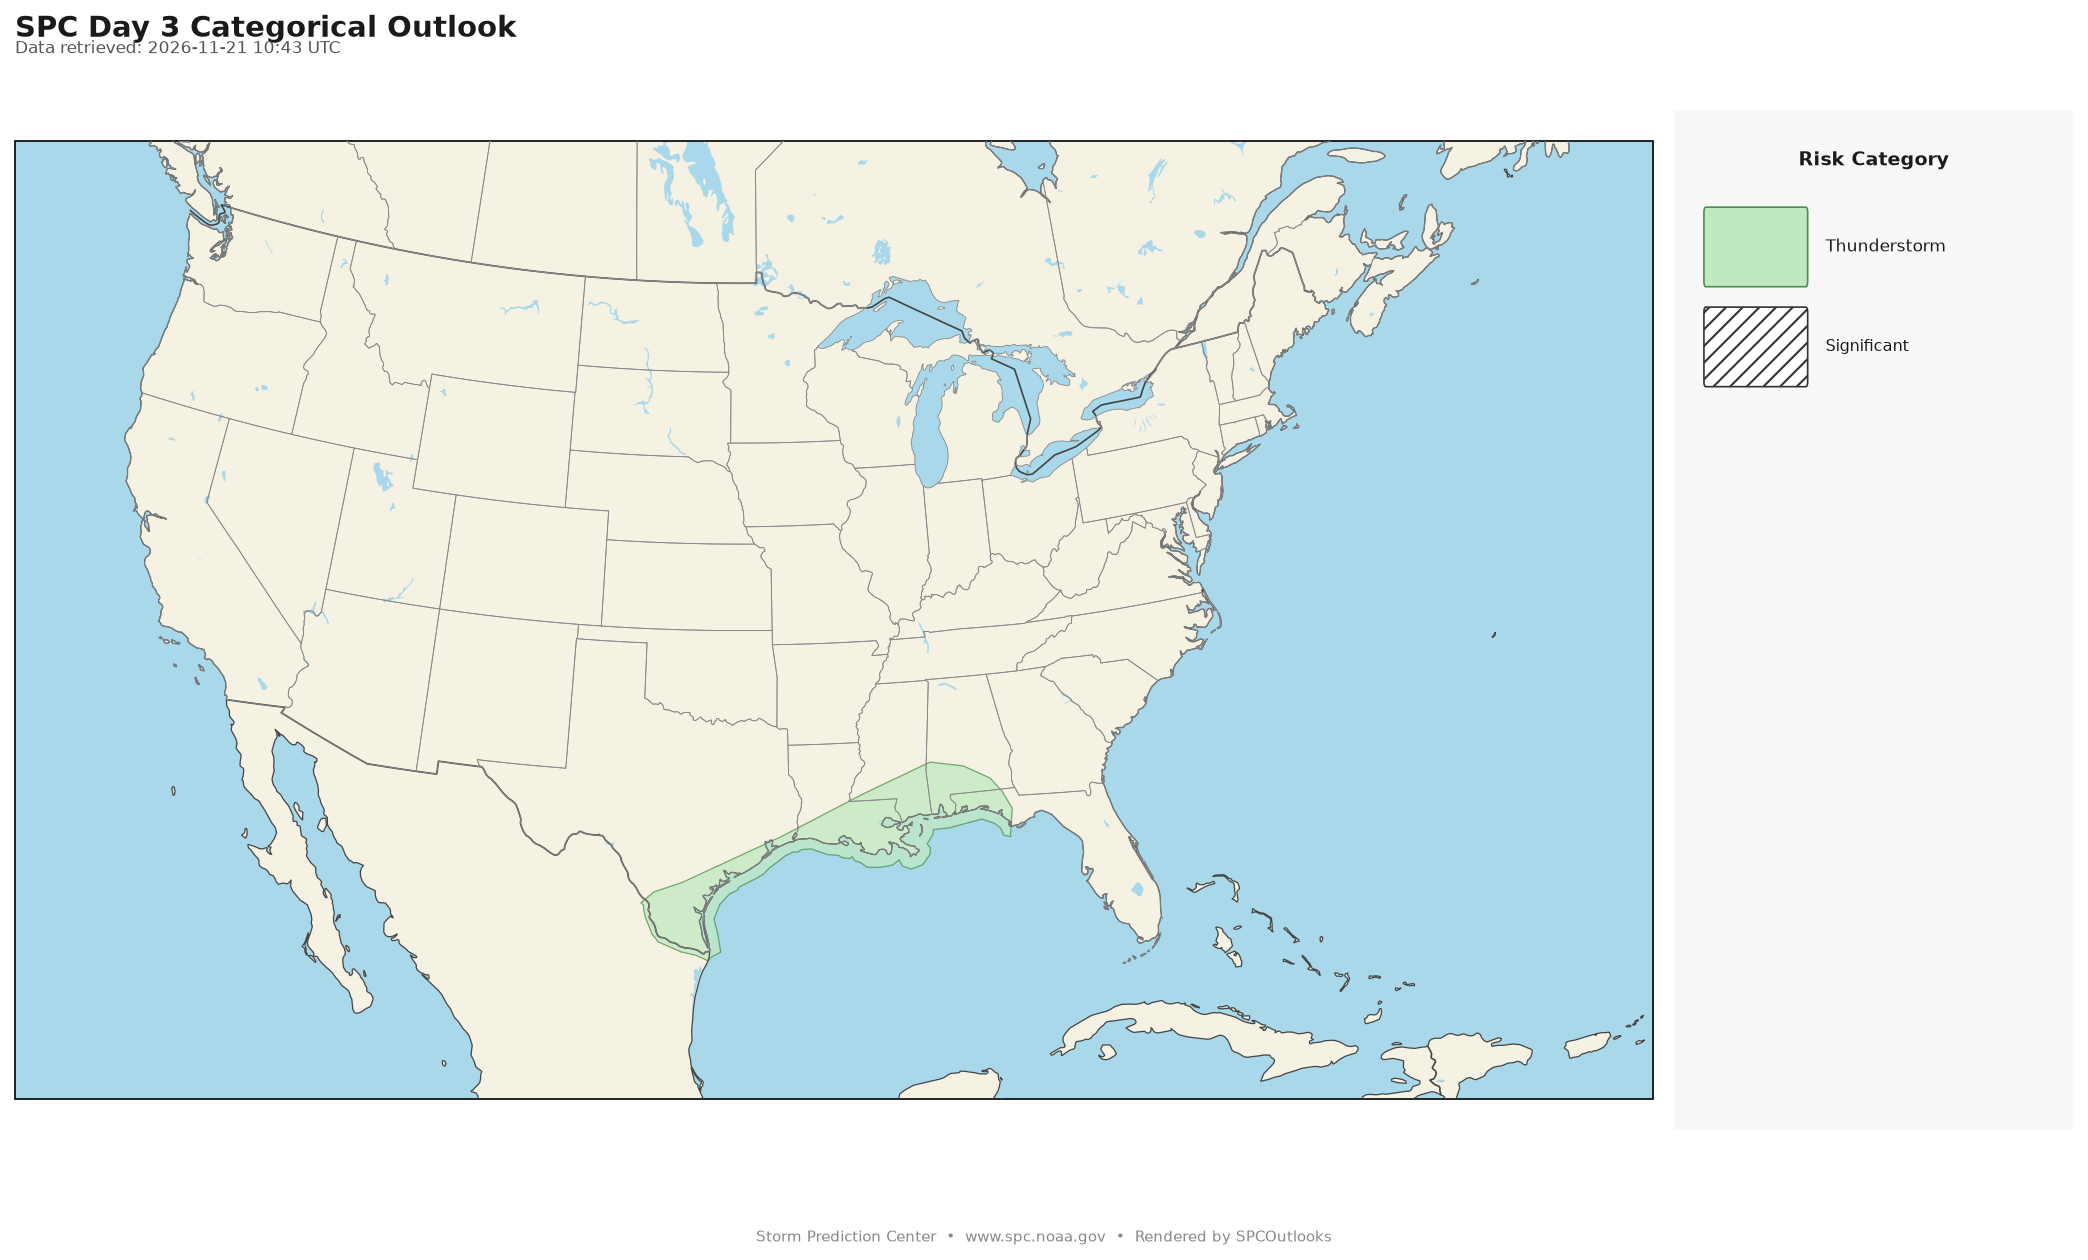 SPC Day 3 Categorical Outlook
Data retrieved: 2026-11-21 10:43 UTC
Risk Category
Thunderstorm
Significant
Storm Prediction Center • www.spc.noaa.gov • Rendered by SPCOutlooks